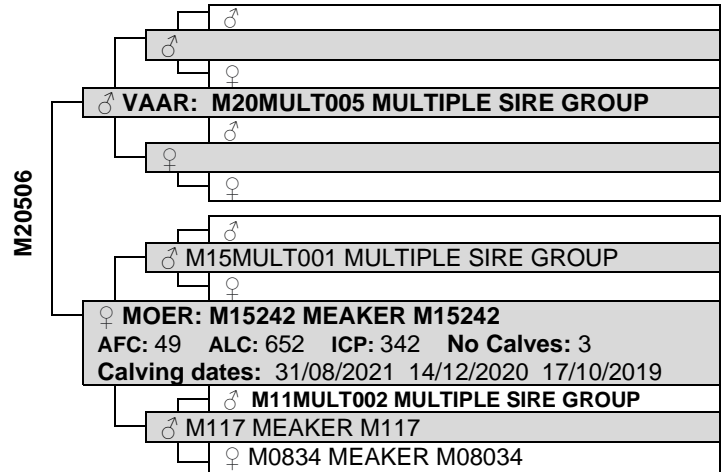 ♂
♂
♀
♂ VAAR: M20MULT005 MULTIPLE SIRE GROUP
♂
♀
♀
M20506
♂
♂ M15MULT001 MULTIPLE SIRE GROUP
♀
♀ MOER: M15242 MEAKER M15242
AFC: 49 ALC: 652 ICP: 342 No Calves: 3
Calving dates: 31/08/2021 14/12/2020 17/10/2019
♂ M11MULT002 MULTIPLE SIRE GROUP
♂ M117 MEAKER M117
♀ M0834 MEAKER M08034